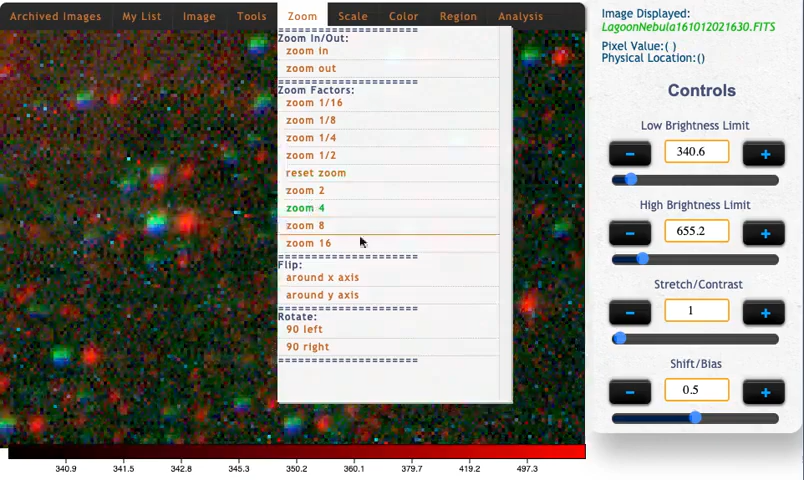 Archived Images My List Image Tools Zoom Scale Color Region Analysis
====================
Zoom In/Out:
zoom in
zoom out
====================
Zoom Factors:
zoom 1/16
zoom 1/8
zoom 1/4
zoom 1/2
reset zoom
zoom 2
zoom 4
zoom 8
zoom 16
====================
Flip:
around x axis
around y axis
====================
Rotate:
90 left
90 right
====================
Image Displayed:
LagoonNebula161012021630.FITS
Pixel Value:( )
Physical Location:()
Controls
Low Brightness Limit
- 340.6 +
High Brightness Limit
- 655.2 +
Stretch/Contrast
- 1 +
Shift/Bias
- 0.5 +
340.9 341.5 342.8 345.3 350.2 360.1 379.7 419.2 497.3